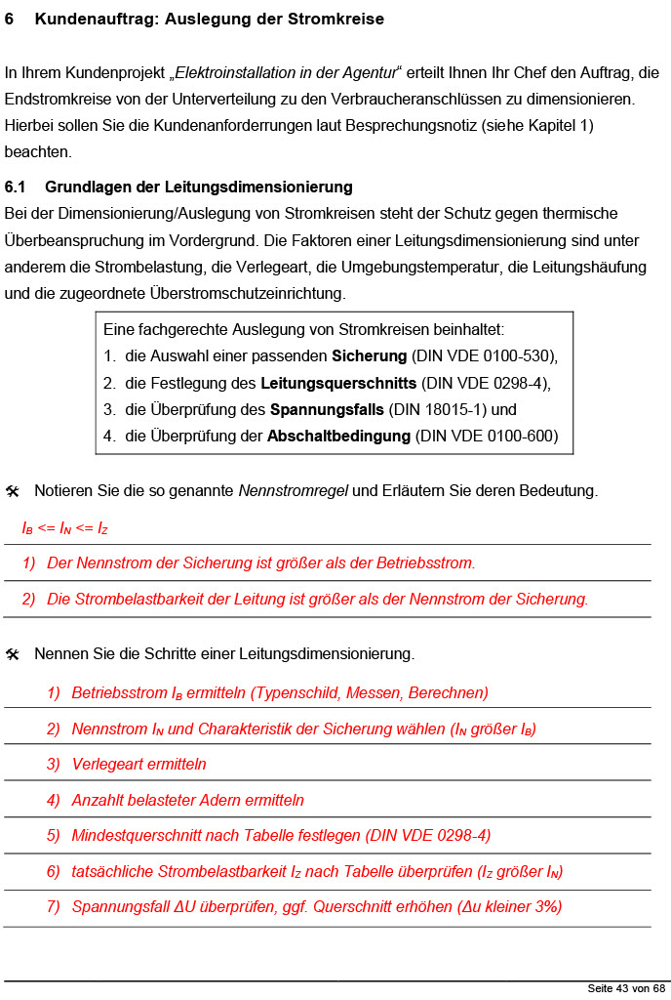 6 Kundenauftrag: Auslegung der Stromkreise
In Ihrem Kundenprojekt „Elektroinstallation in der Agentur“ erteilt Ihnen Ihr Chef den Auftrag, die
Endstromkreise von der Unterverteilung zu den Verbraucheranschlüssen zu dimensionieren.
Hierbei sollen Sie die Kundenanforderrungen laut Besprechungsnotiz (siehe Kapitel 1)
beachten.
6.1 Grundlagen der Leitungsdimensionierung
Bei der Dimensionierung/Auslegung von Stromkreisen steht der Schutz gegen thermische
Überbeanspruchung im Vordergrund. Die Faktoren einer Leitungsdimensionierung sind unter
anderem die Strombelastung, die Verlegeart, die Umgebungstemperatur, die Leitungshäufung
und die zugeordnete Überstromschutzeinrichtung.
Eine fachgerechte Auslegung von Stromkreisen beinhaltet:
1. die Auswahl einer passenden Sicherung (DIN VDE 0100-530),
2. die Festlegung des Leitungsquerschnitts (DIN VDE 0298-4),
3. die Überprüfung des Spannungsfalls (DIN 18015-1) und
4. die Überprüfung der Abschaltbedingung (DIN VDE 0100-600)
Notieren Sie die so genannte Nennstromregel und Erläutern Sie deren Bedeutung.
IB <= IN <= IZ
1) Der Nennstrom der Sicherung ist größer als der Betriebsstrom.
2) Die Strombelastbarkeit der Leitung ist größer als der Nennstrom der Sicherung.
Nennen Sie die Schritte einer Leitungsdimensionierung.
1) Betriebsstrom IB ermitteln (Typenschild, Messen, Berechnen)
2) Nennstrom IN und Charakteristik der Sicherung wählen (IN größer IB)
3) Verlegeart ermitteln
4) Anzahlt belasteter Adern ermitteln
5) Mindestquerschnitt nach Tabelle festlegen (DIN VDE 0298-4)
6) tatsächliche Strombelastbarkeit IZ nach Tabelle überprüfen (IZ größer IN)
7) Spannungsfall ΔU überprüfen, ggf. Querschnitt erhöhen (Δu kleiner 3%)
Seite 43 von 68